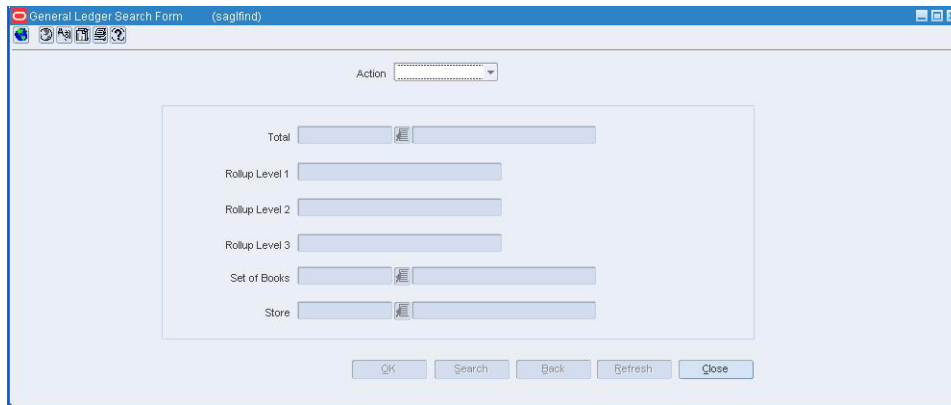 General Ledger Search Form (saglfind)
Action
Total
Rollup Level 1
Rollup Level 2
Rollup Level 3
Set of Books
Store
OK Search Back Refresh Close